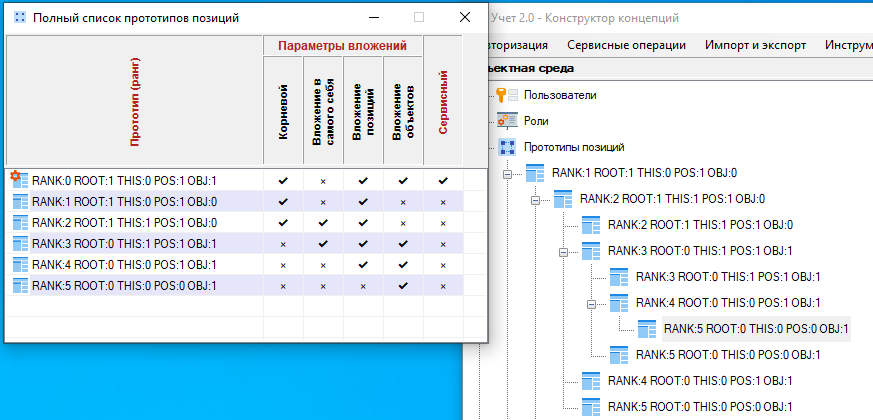 Полный список прототипов позиций
Прототип (ранг)
Параметры вложений
Корневой
Вложение в
самого себя
Вложение
позиций
Вложение
объектов
Сервисный
RANK:0 ROOT:1 THIS:0 POS:1 OBJ:1
RANK:1 ROOT:1 THIS:0 POS:1 OBJ:0
RANK:2 ROOT:1 THIS:1 POS:1 OBJ:0
RANK:3 ROOT:0 THIS:1 POS:1 OBJ:1
RANK:4 ROOT:0 THIS:0 POS:1 OBJ:1
RANK:5 ROOT:0 THIS:0 POS:0 OBJ:1
Учет 2.0 - Конструктор концепций
вторизация Сервисные операции Импорт и экспорт Инструм
ъектная среда
Пользователи
Роли
Прототипы позиций
RANK:1 ROOT:1 THIS:0 POS:1 OBJ:0
RANK:2 ROOT:1 THIS:1 POS:1 OBJ:0
RANK:2 ROOT:1 THIS:1 POS:1 OBJ:0
RANK:3 ROOT:0 THIS:1 POS:1 OBJ:1
RANK:3 ROOT:0 THIS:1 POS:1 OBJ:1
RANK:4 ROOT:0 THIS:0 POS:1 OBJ:1
RANK:5 ROOT:0 THIS:0 POS:0 OBJ:1
RANK:5 ROOT:0 THIS:0 POS:0 OBJ:1
RANK:4 ROOT:0 THIS:0 POS:1 OBJ:1
RANK:5 ROOT:0 THIS:0 POS:0 OBJ:1